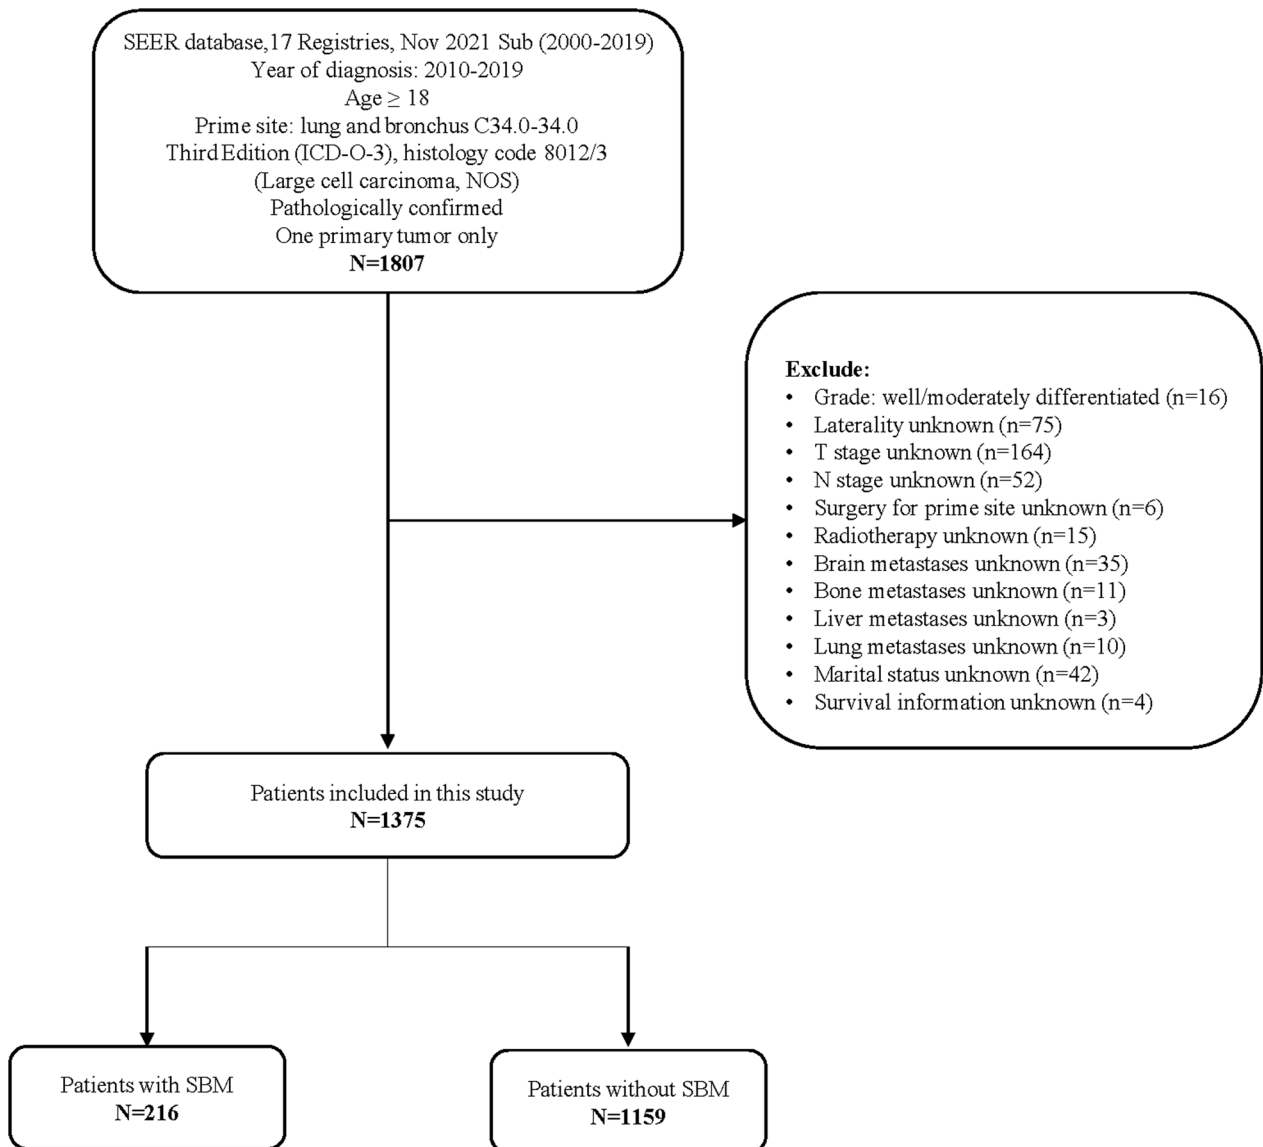 SEER database,17 Registries, Nov 2021 Sub (2000-2019)
Year of diagnosis: 2010-2019
Age ≥ 18
Prime site: lung and bronchus C34.0-34.0
Third Edition (ICD-O-3), histology code 8012/3
(Large cell carcinoma, NOS)
Pathologically confirmed
One primary tumor only
N=1807
Exclude:
• Grade: well/moderately differentiated (n=16)
• Laterality unknown (n=75)
• T stage unknown (n=164)
• N stage unknown (n=52)
• Surgery for prime site unknown (n=6)
• Radiotherapy unknown (n=15)
• Brain metastases unknown (n=35)
• Bone metastases unknown (n=11)
• Liver metastases unknown (n=3)
• Lung metastases unknown (n=10)
• Marital status unknown (n=42)
• Survival information unknown (n=4)
Patients included in this study
N=1375
Patients with SBM
N=216
Patients without SBM
N=1159